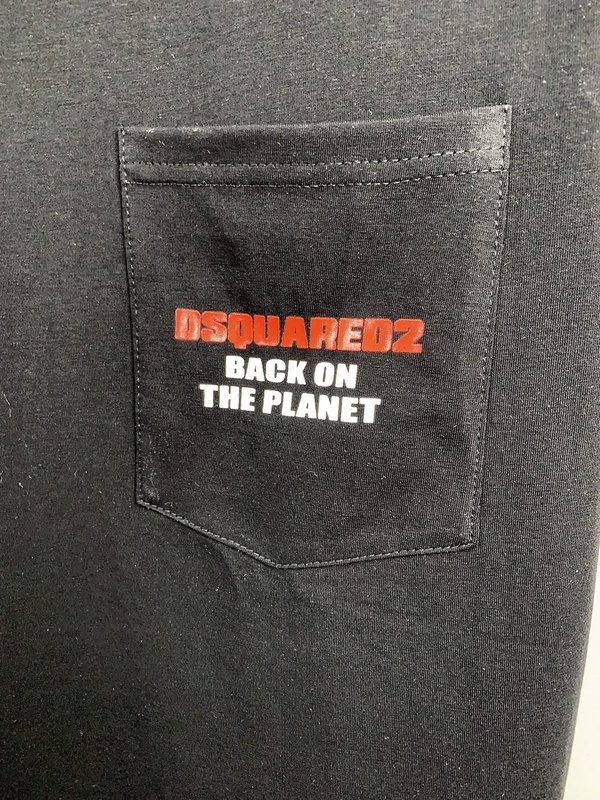 DSQUARED2
BACK ON
THE PLANET